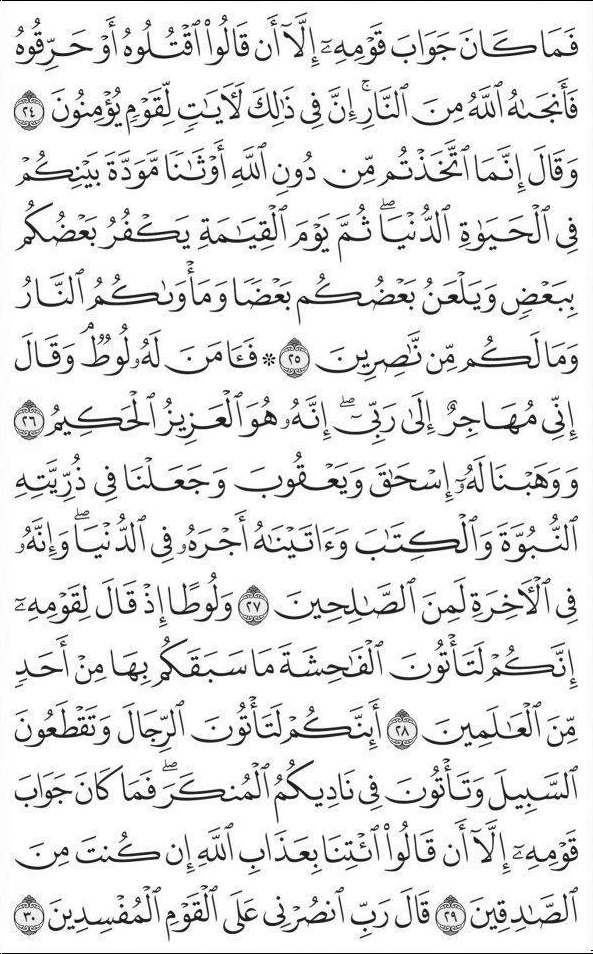 فَمَا كَانَ جَوَابَ قَوْمِهِۦٓ إِلَّآ أَن قَالُوا۟ ٱقْتُلُوهُ أَوْ حَرِّقُوهُ
فَأَنجَىٰهُ ٱللَّهُ مِنَ ٱلنَّارِۚ إِنَّ فِى ذَٰلِكَ لَـَٔايَـٰتٍ لِّقَوْمٍ يُؤْمِنُونَ ٢٤
وَقَالَ إِنَّمَا ٱتَّخَذْتُم مِّن دُونِ ٱللَّهِ أَوْثَـٰنًا مَّوَدَّةَ بَيْنِكُمْ
فِى ٱلْحَيَوٰةِ ٱلدُّنْيَاۖ ثُمَّ يَوْمَ ٱلْقِيَـٰمَةِ يَكْفُرُ بَعْضُكُم
بِبَعْضٍ وَيَلْعَنُ بَعْضُكُم بَعْضًا وَمَأْوَىٰكُمُ ٱلنَّارُ
وَمَا لَكُم مِّن نَّـٰصِرِينَ ٢٥ ۞ فَـَٔامَنَ لَهُۥ لُوطٌۘ وَقَالَ
إِنِّى مُهَاجِرٌ إِلَىٰ رَبِّىٓۖ إِنَّهُۥ هُوَ ٱلْعَزِيزُ ٱلْحَكِيمُ ٢٦
وَوَهَبْنَا لَهُۥٓ إِسْحَـٰقَ وَيَعْقُوبَ وَجَعَلْنَا فِى ذُرِّيَّتِهِ
ٱلنُّبُوَّةَ وَٱلْكِتَـٰبَ وَءَاتَيْنَـٰهُ أَجْرَهُۥ فِى ٱلدُّنْيَاۖ وَإِنَّهُۥ
فِى ٱلْـَٔاخِرَةِ لَمِنَ ٱلصَّـٰلِحِينَ ٢٧ وَلُوطًا إِذْ قَالَ لِقَوْمِهِۦٓ
إِنَّكُمْ لَتَأْتُونَ ٱلْفَـٰحِشَةَ مَا سَبَقَكُم بِهَا مِنْ أَحَدٍ
مِّنَ ٱلْعَـٰلَمِينَ ٢٨ أَئِنَّكُمْ لَتَأْتُونَ ٱلرِّجَالَ وَتَقْطَعُونَ
ٱلسَّبِيلَ وَتَأْتُونَ فِى نَادِيكُمُ ٱلْمُنكَرَۖ فَمَا كَانَ جَوَابَ
قَوْمِهِۦٓ إِلَّآ أَن قَالُوا۟ ٱئْتِنَا بِعَذَابِ ٱللَّهِ إِن كُنتَ مِنَ
ٱلصَّـٰدِقِينَ ٢٩ قَالَ رَبِّ ٱنصُرْنِى عَلَى ٱلْقَوْمِ ٱلْمُفْسِدِينَ ٣٠